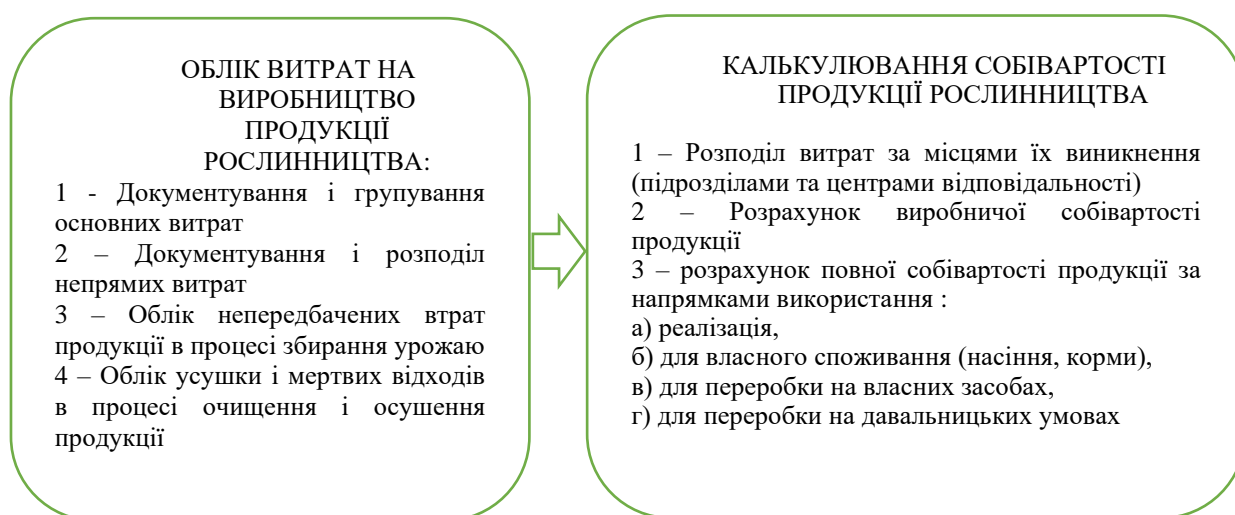 ОБЛІК ВИТРАТ НА
ВИРОБНИЦТВО
ПРОДУКЦІЇ
РОСЛИННИЦТВА:
1 - Документування і групування
основних витрат
2 – Документування і розподіл
непрямих витрат
3 – Облік непередбачених втрат
продукції в процесі збирання урожаю
4 – Облік усушки і мертвих відходів
в процесі очищення і осушення
продукції
КАЛЬКУЛЮВАННЯ СОБІВАРТОСТІ
ПРОДУКЦІЇ РОСЛИННИЦТВА
1 – Розподіл витрат за місцями їх виникнення
(підрозділами та центрами відповідальності)
2 – Розрахунок виробничої собівартості
продукції
3 – розрахунок повної собівартості продукції за
напрямками використання :
а) реалізація,
б) для власного споживання (насіння, корми),
в) для переробки на власних засобах,
г) для переробки на давальницьких умовах